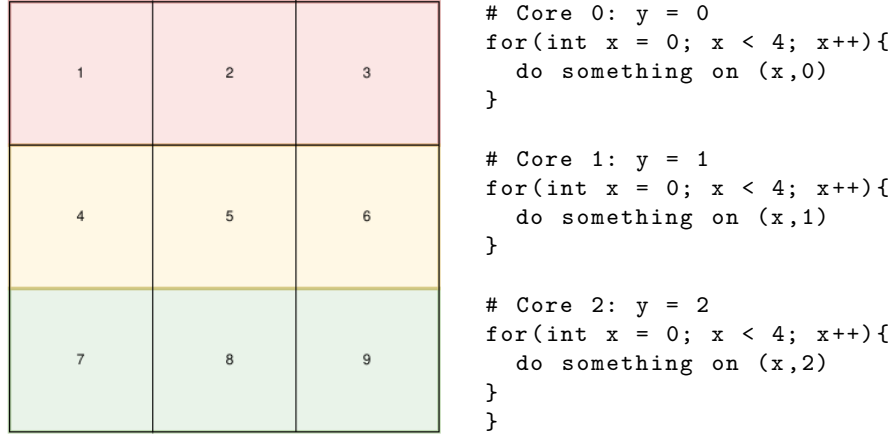 1 2 3
4 5 6
7 8 9
# Core 0: y = 0
for(int x = 0; x < 4; x++){
  do something on (x,0)
}
# Core 1: y = 1
for(int x = 0; x < 4; x++){
  do something on (x,1)
}
# Core 2: y = 2
for(int x = 0; x < 4; x++){
  do something on (x,2)
}
}